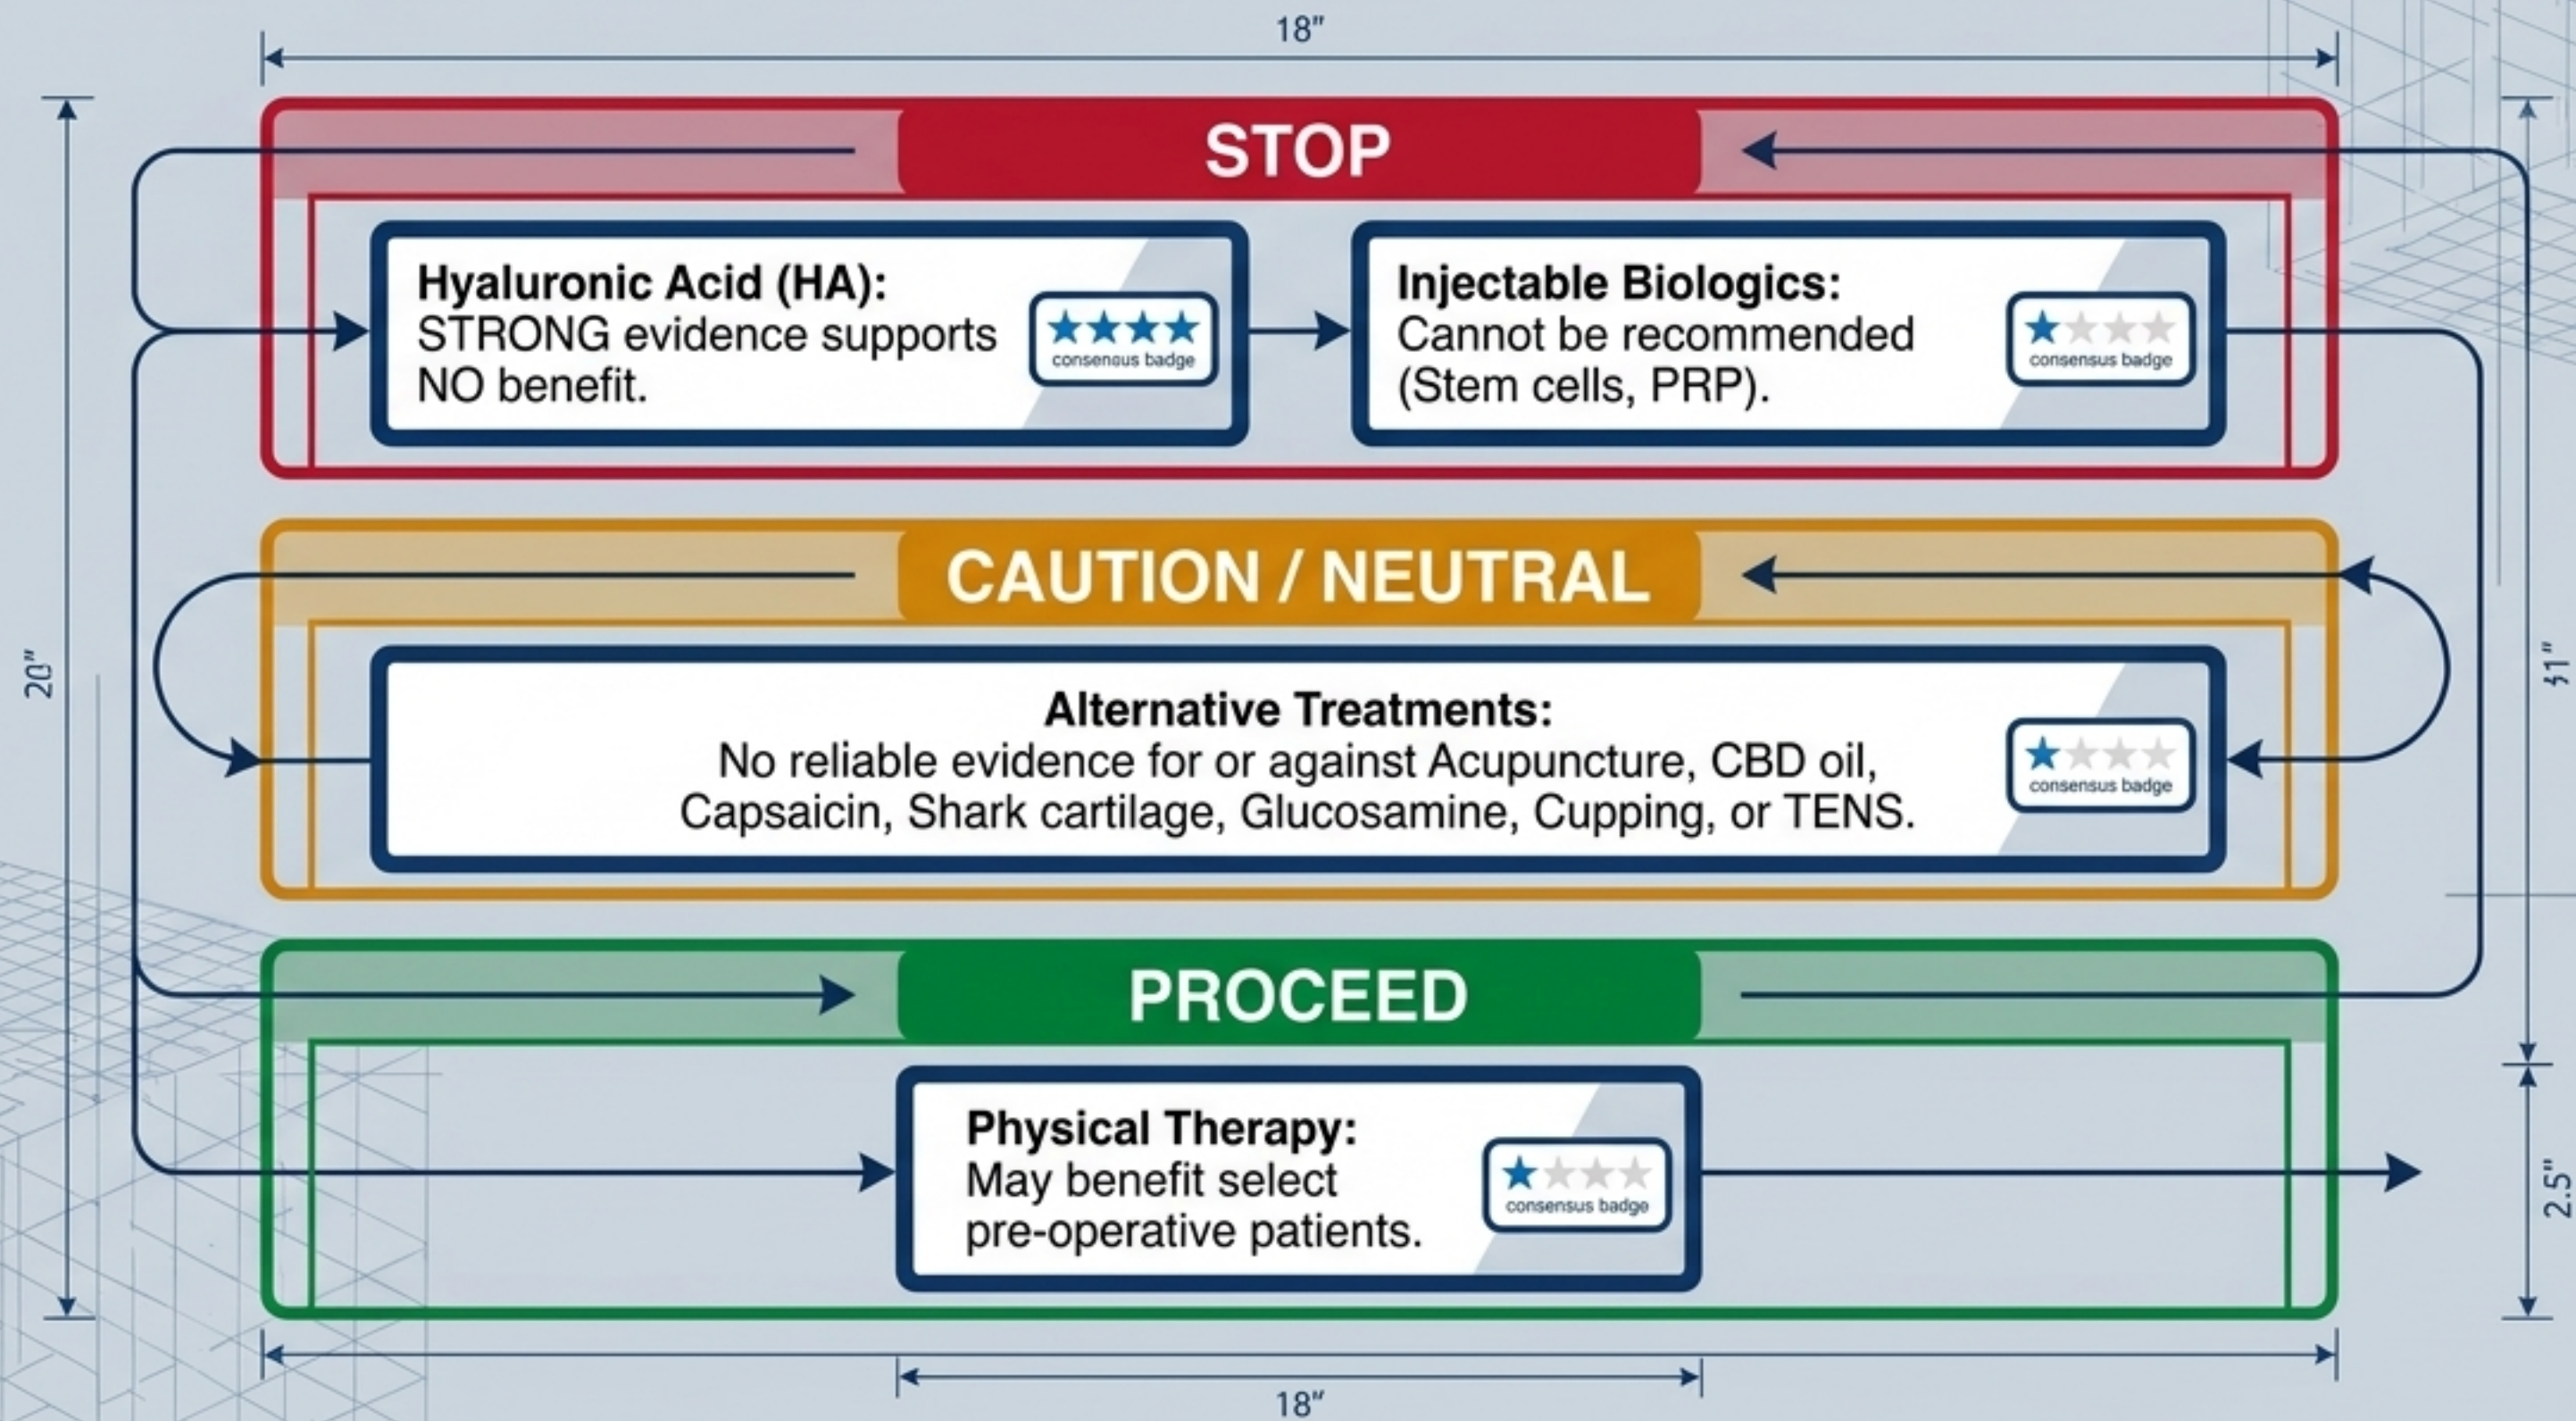 18"
STOP
Hyaluronic Acid (HA):
STRONG evidence supports
NO benefit.
consensus badge
Injectable Biologics:
Cannot be recommended
(Stem cells, PRP).
consensus badge
CAUTION / NEUTRAL
20"
Alternative Treatments:
No reliable evidence for or against Acupuncture, CBD oil,
Capsaicin, Shark cartilage, Glucosamine, Cupping, or TENS.
consensus badge
PROCEED
Physical Therapy:
May benefit select
pre-operative patients.
consensus badge
2.5"
18"